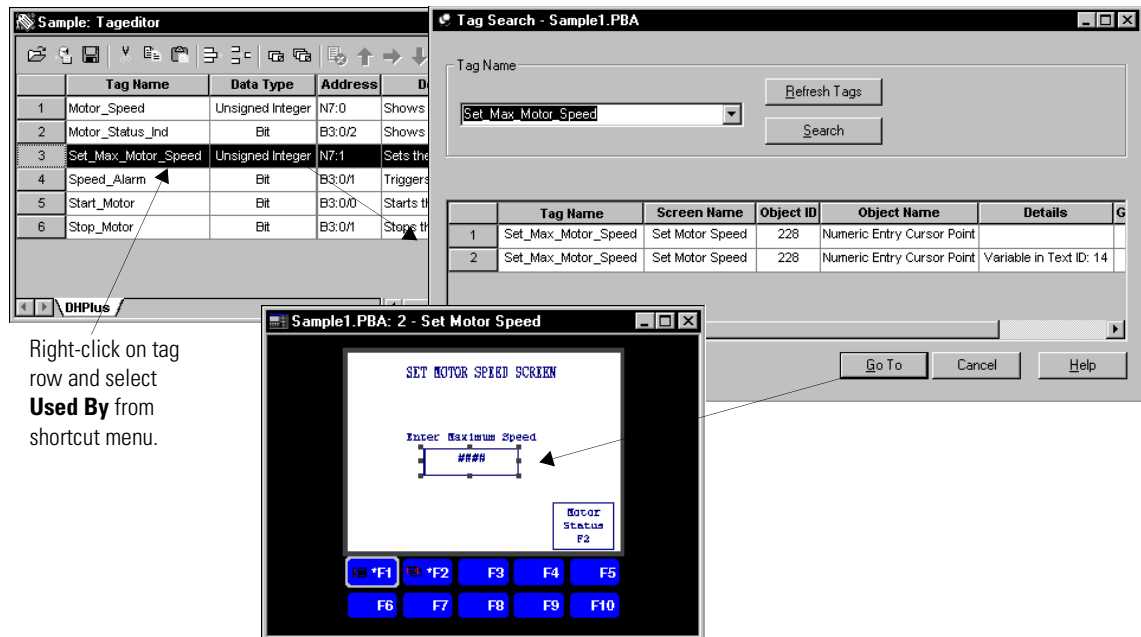 Sample: Tageditor
Tag Name Data Type Address D
1 Motor_Speed Unsigned Integer N7:0 Shows
2 Motor_Status_Ind Bit B3:0/2 Shows
3 Set_Max_Motor_Speed Unsigned Integer N7:1 Sets the
4 Speed_Alarm Bit B3:0/1 Triggers
5 Start_Motor Bit B3:0/0 Starts th
6 Stop_Motor Bit B3:0/1 Stops th
DHPlus
Right-click on tag
row and select
Used By from
shortcut menu.
Tag Search - Sample1.PBA
Tag Name
Set_Max_Motor_Speed
Refresh Tags
Search
Tag Name Screen Name Object ID Object Name Details G
1 Set_Max_Motor_Speed Set Motor Speed 228 Numeric Entry Cursor Point
2 Set_Max_Motor_Speed Set Motor Speed 228 Numeric Entry Cursor Point Variable in Text ID: 14
Go To Cancel Help
Sample1.PBA: 2 - Set Motor Speed
SET MOTOR SPEED SCREEN
Enter Maximum Speed
####
Motor
Status
F2
*F1 *F2 F3 F4 F5
F6 F7 F8 F9 F10